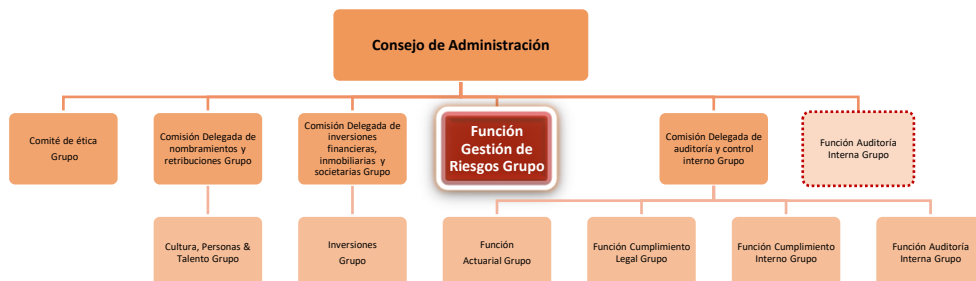 Consejo de Administración
Comité de ética
Grupo
Comisión Delegada de
nombramientos y
retribuciones Grupo
Comisión Delegada de
inversiones
financieras,
inmobiliarias y
societarias Grupo
Función
Gestión de
Riesgos Grupo
Comisión Delegada de
auditoría y control
interno Grupo
Función Auditoría
Interna Grupo
Cultura, Personas &
Talento Grupo
Inversiones
Grupo
Función
Actuarial Grupo
Función Cumplimiento
Legal Grupo
Función Cumplimiento
Interno Grupo
Función Auditoría
Interna Grupo